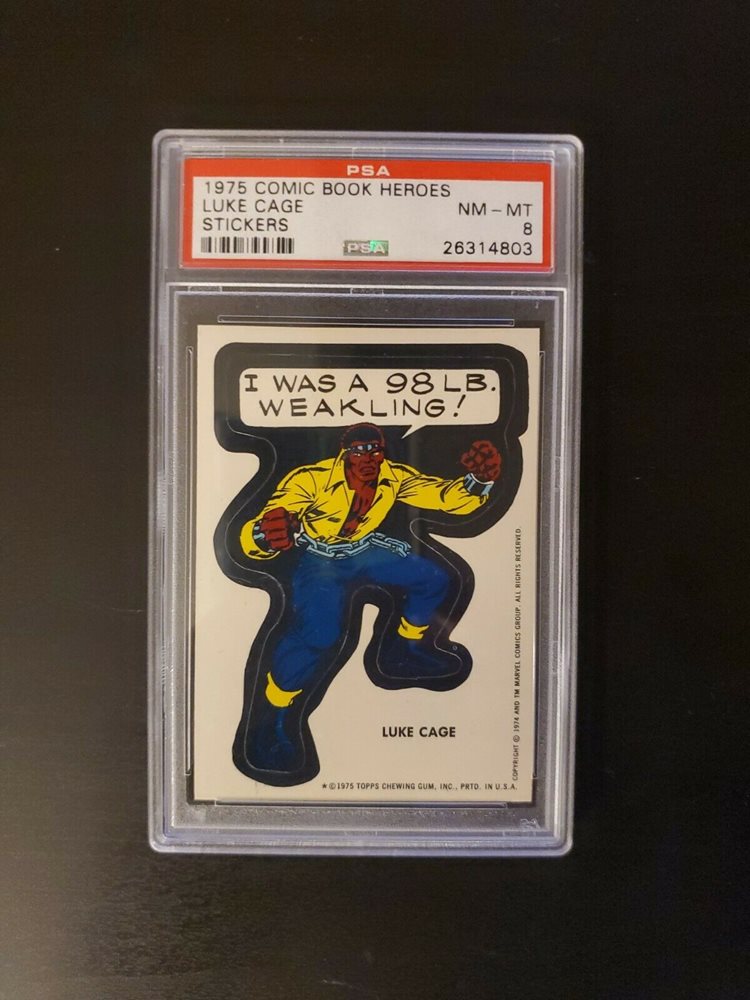 PSA
1975 COMIC BOOK HEROES
LUKE CAGE NM - MT
STICKERS 8
PSA 26314803
I WAS A 98 LB.
WEAKLING!
LUKE CAGE
★©1975 TOPPS CHEWING GUM, INC., PRTD. IN U.S.A.
COPYRIGHT © 1974 AND TM MARVEL COMICS GROUP. ALL RIGHTS RESERVED.